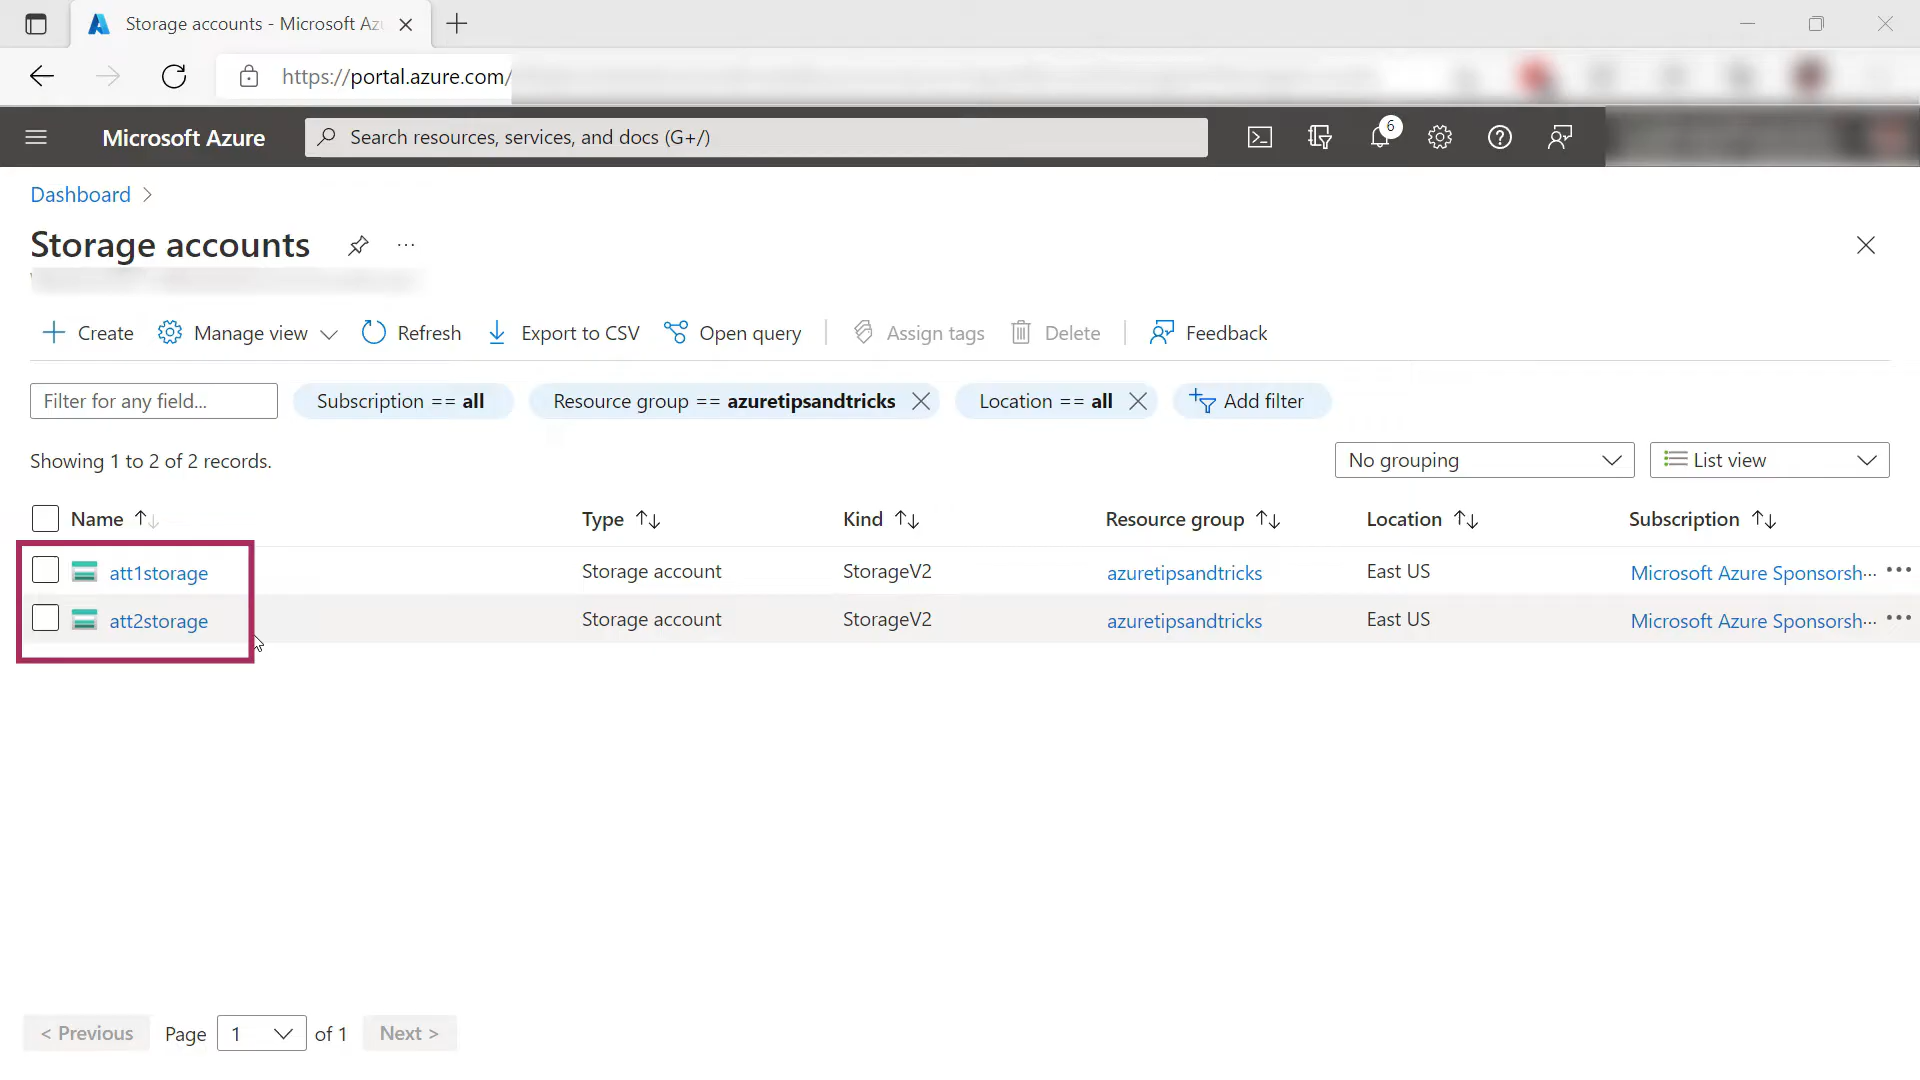 Storage accounts - Microsoft Az
https://portal.azure.com/
Microsoft Azure
Search resources, services, and docs (G+/)
6
Dashboard
Storage accounts
Create
Manage view
Refresh
Export to CSV
Open query
Assign tags
Delete
Feedback
Filter for any field...
Subscription == all
Resource group == azuretipsandtricks
Location == all
Add filter
Showing 1 to 2 of 2 records.
No grouping
List view
Name Type Kind Resource group Location Subscription
att1storage Storage account StorageV2 azuretipsandtricks East US Microsoft Azure Sponsorsh···
att2storage Storage account StorageV2 azuretipsandtricks East US Microsoft Azure Sponsorsh···
< Previous Page 1 of 1 Next >